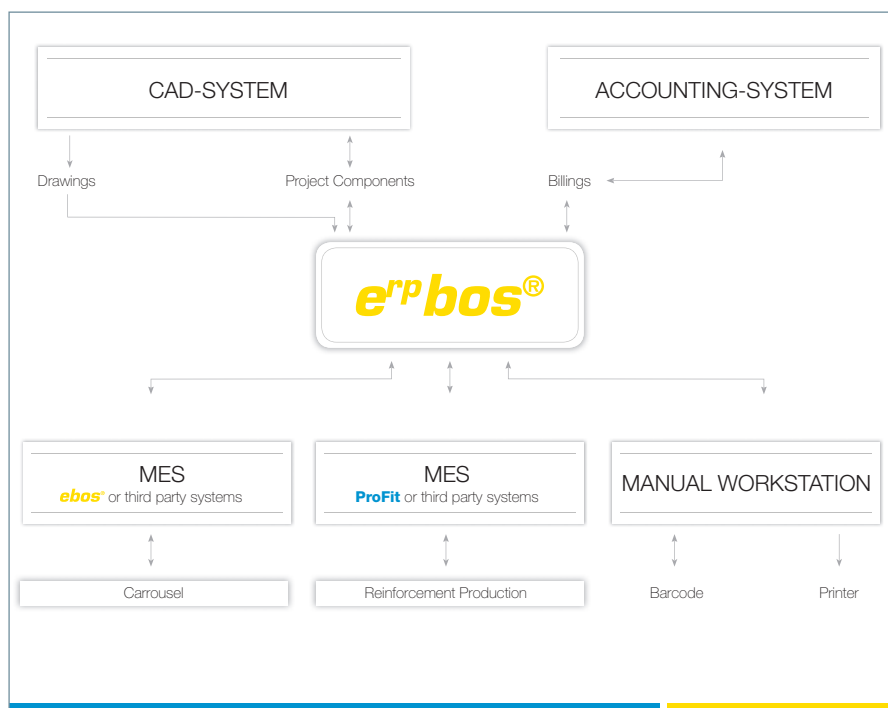 CAD-SYSTEM
ACCOUNTING-SYSTEM
Drawings
Project Components
Billings
erpbos®
MES
ebos® or third party systems
MES
ProFit or third party systems
MANUAL WORKSTATION
Carrousel
Reinforcement Production
Barcode
Printer